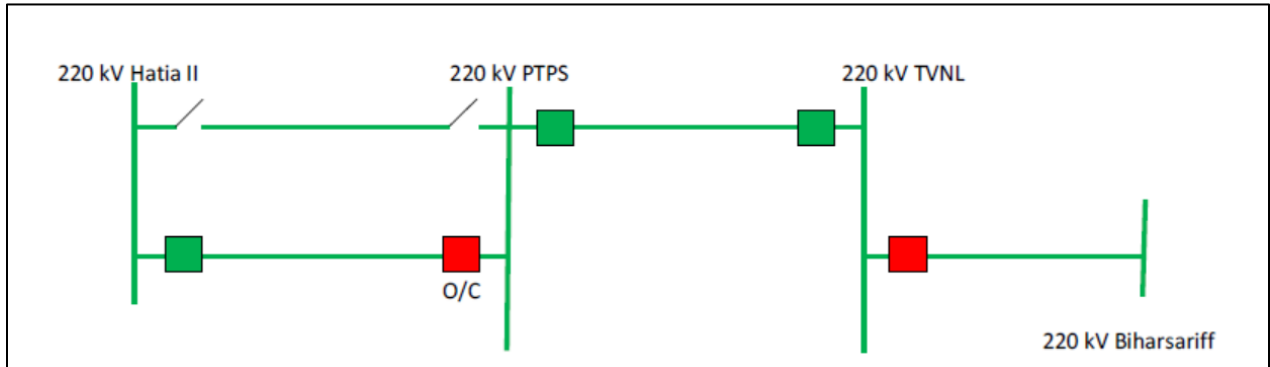 220 kV Hatia II
220 kV PTPS
220 kV TVNL
O/C
220 kV Biharsariff